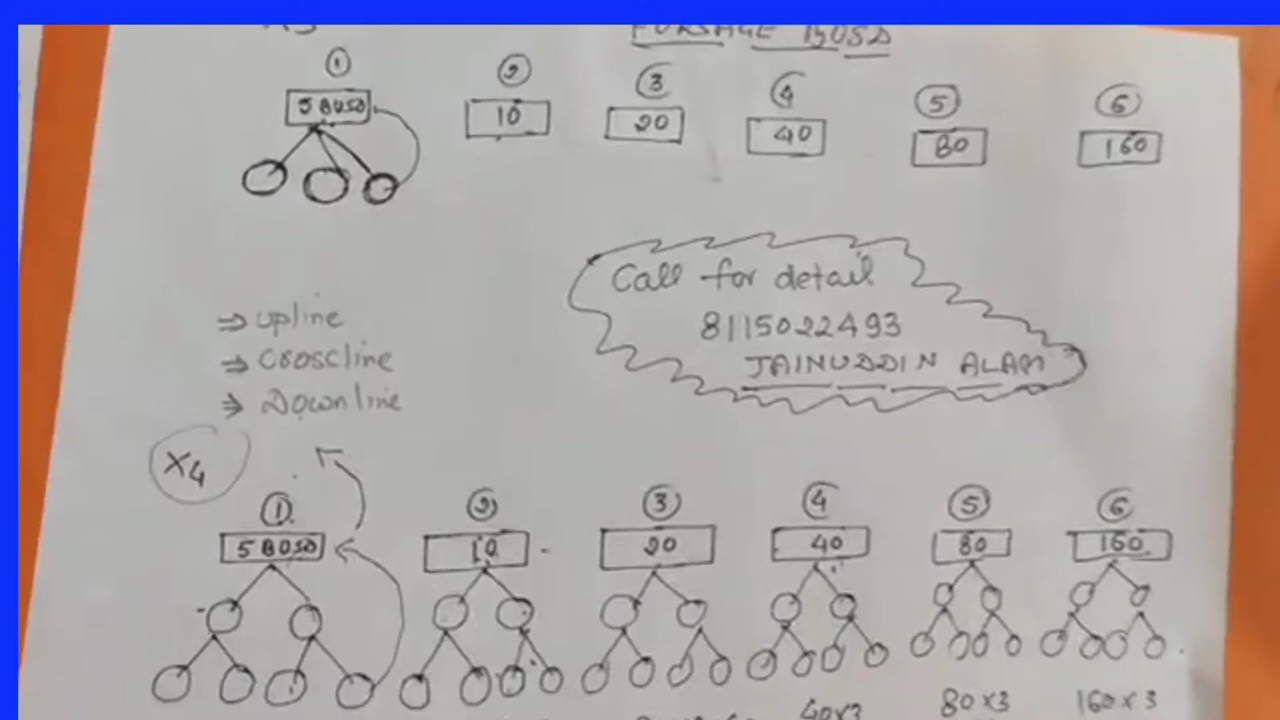 ① ② ③ ④ ⑤ ⑥
5 BUSD 10 20 40 80 160
Call for detail
8115022493
JAINUDDIN ALAM
⇒ upline
⇒ Crossline
⇒ Downline
X4
① ② ③ ④ ⑤ ⑥
5 BUSD 10 20 40 80 160
40x3 80x3 160x3